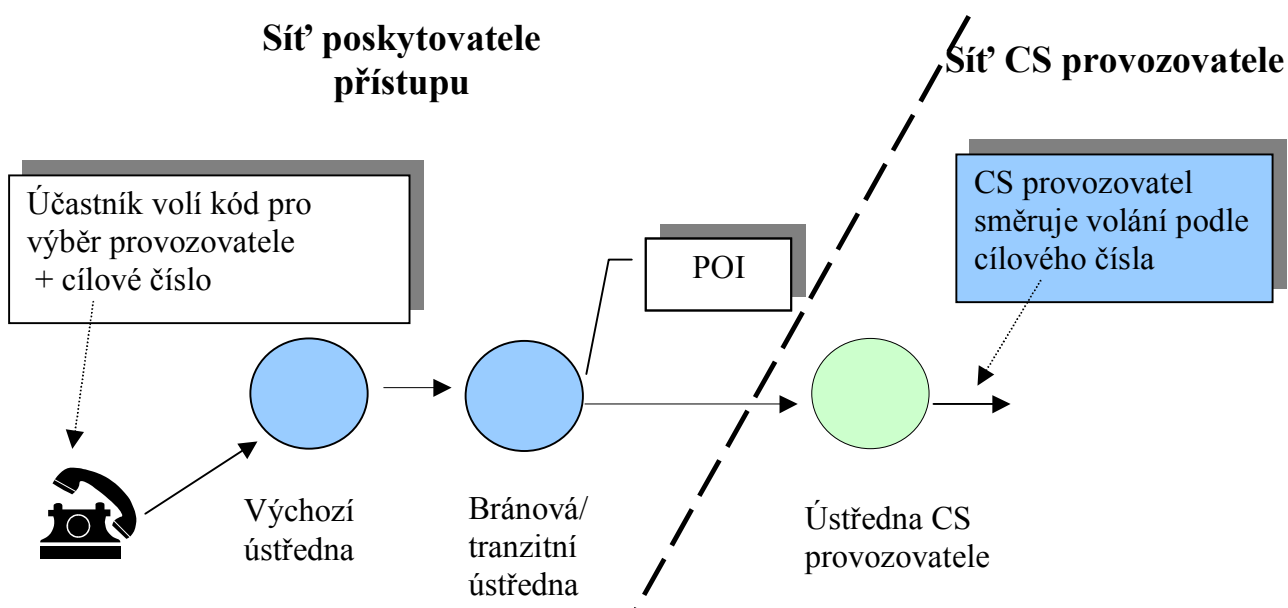 Síť poskytovatele
přístupu
Síť CS provozovatele
Účastník volí kód pro
výběr provozovatele
+ cílové číslo
POI
CS provozovatel
směruje volání podle
cílového čísla
Výchozí
ústředna
Bránová/
tranzitní
ústředna
Ústředna CS
provozovatele